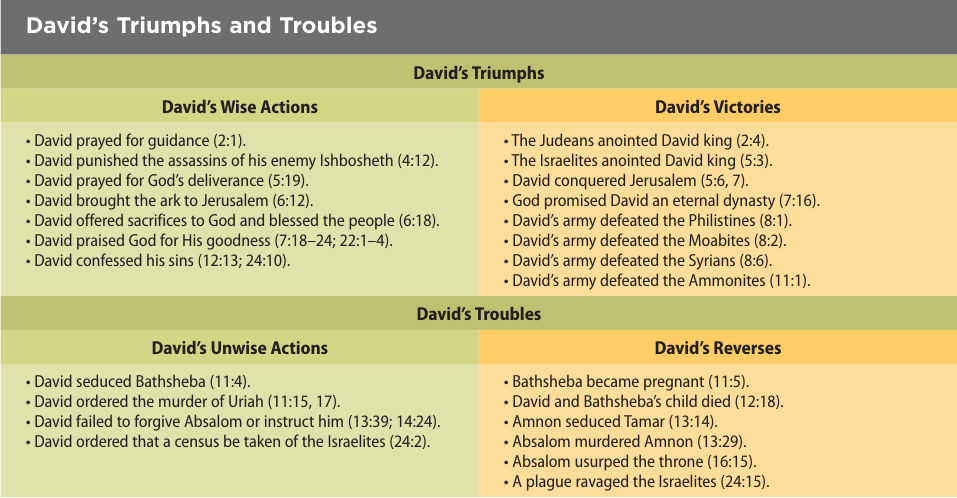 David's Triumphs and Troubles
David's Triumphs
David's Wise Actions
• David prayed for guidance (2:1).
• David punished the assassins of his enemy Ishbosheth (4:12).
• David prayed for God's deliverance (5:19).
• David brought the ark to Jerusalem (6:12).
• David offered sacrifices to God and blessed the people (6:18).
• David praised God for His goodness (7:18–24; 22:1–4).
• David confessed his sins (12:13; 24:10).
David's Victories
• The Judeans anointed David king (2:4).
• The Israelites anointed David king (5:3).
• David conquered Jerusalem (5:6, 7).
• God promised David an eternal dynasty (7:16).
• David's army defeated the Philistines (8:1).
• David's army defeated the Moabites (8:2).
• David's army defeated the Syrians (8:6).
• David's army defeated the Ammonites (11:1).
David's Troubles
David's Unwise Actions
• David seduced Bathsheba (11:4).
• David ordered the murder of Uriah (11:15, 17).
• David failed to forgive Absalom or instruct him (13:39; 14:24).
• David ordered that a census be taken of the Israelites (24:2).
David's Reverses
• Bathsheba became pregnant (11:5).
• David and Bathsheba's child died (12:18).
• Amnon seduced Tamar (13:14).
• Absalom murdered Amnon (13:29).
• Absalom usurped the throne (16:15).
• A plague ravaged the Israelites (24:15).